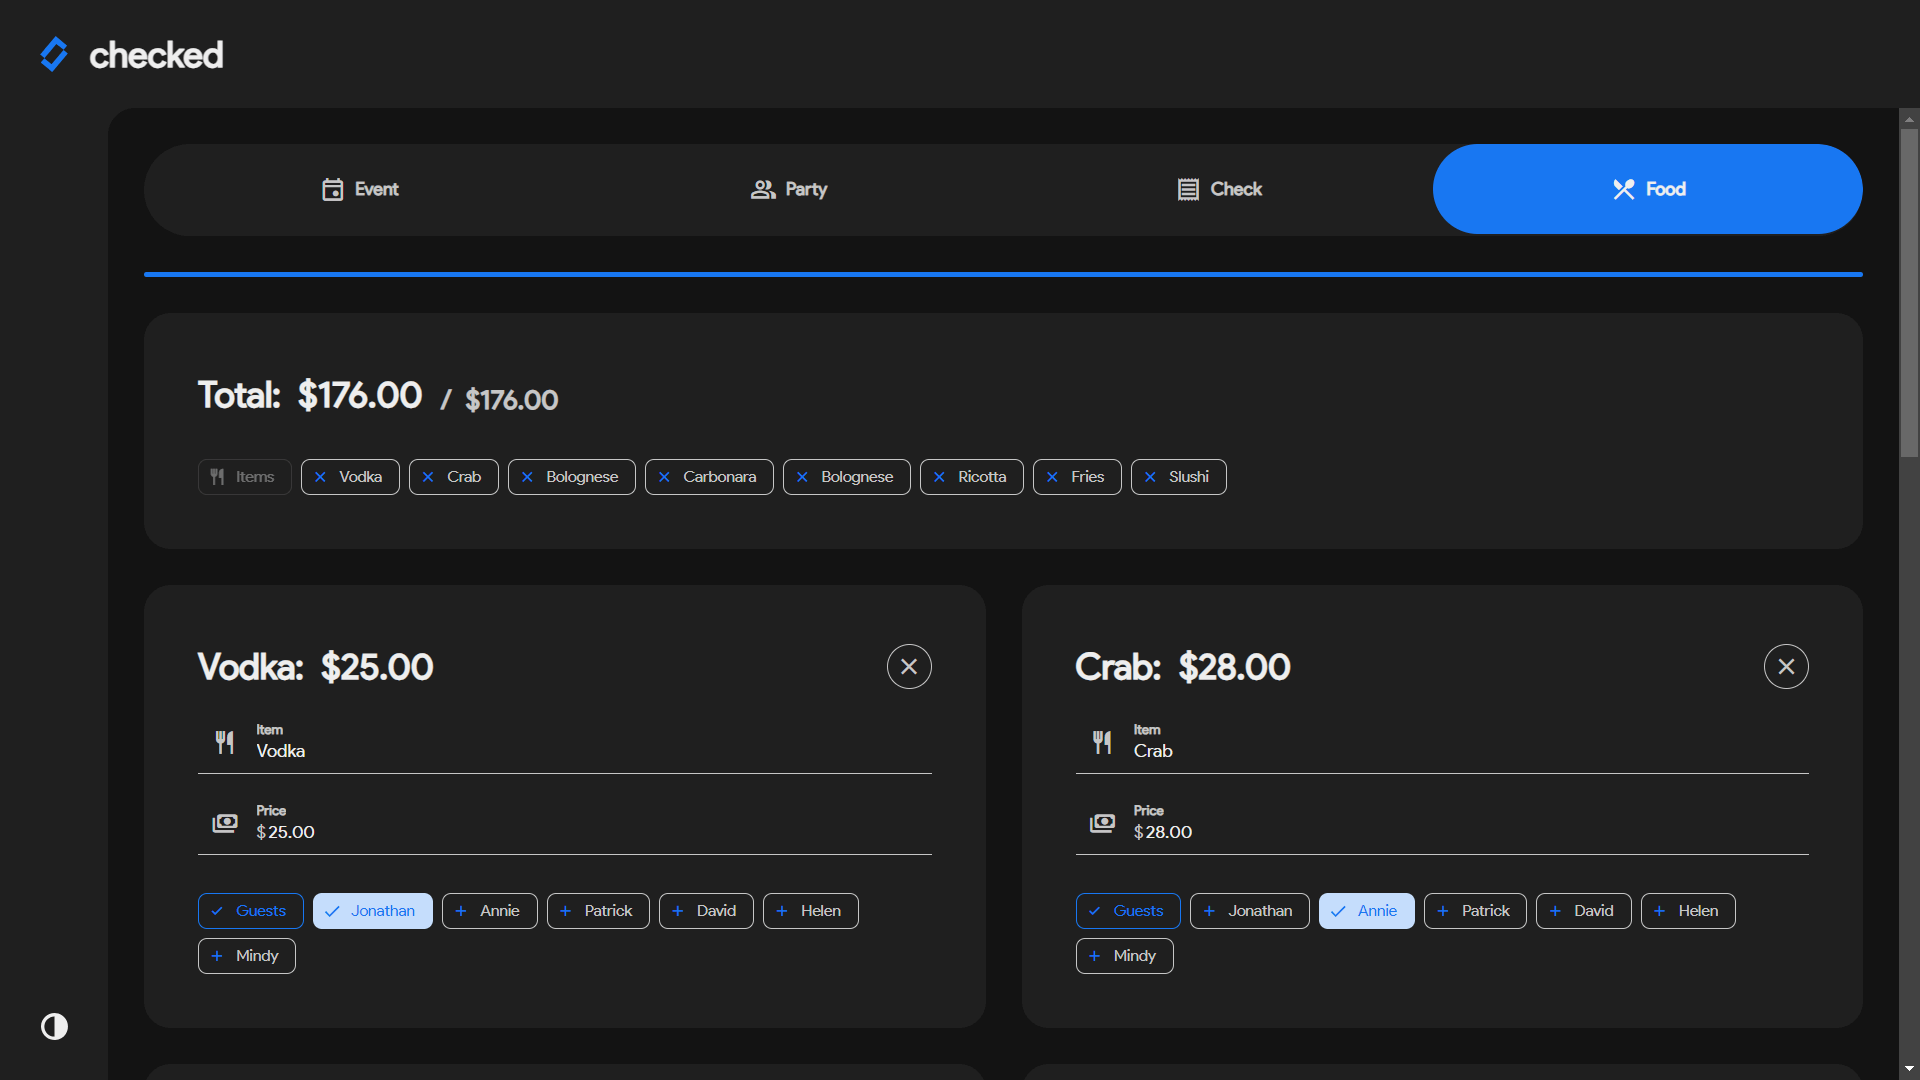 checked
Event Party Check Food
Total: $176.00 / $176.00
Items Vodka Crab Bolognese Carbonara Bolognese Ricotta Fries Slushi
Vodka: $25.00
Item
Vodka
Price
$25.00
Guests Jonathan Annie Patrick David Helen
Mindy
Crab: $28.00
Item
Crab
Price
$28.00
Guests Jonathan Annie Patrick David Helen
Mindy